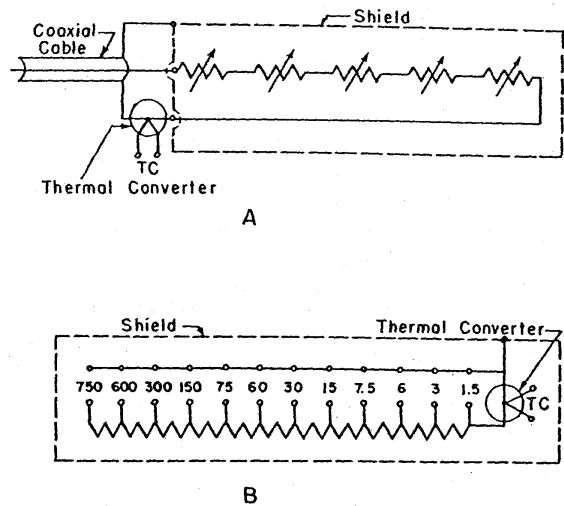 Shield
Coaxial
Cable
TC
Thermal Converter
A
Shield
Thermal Converter
750 600 300 150 75 60 30 15 7.5 6 3 1.5
TC
B